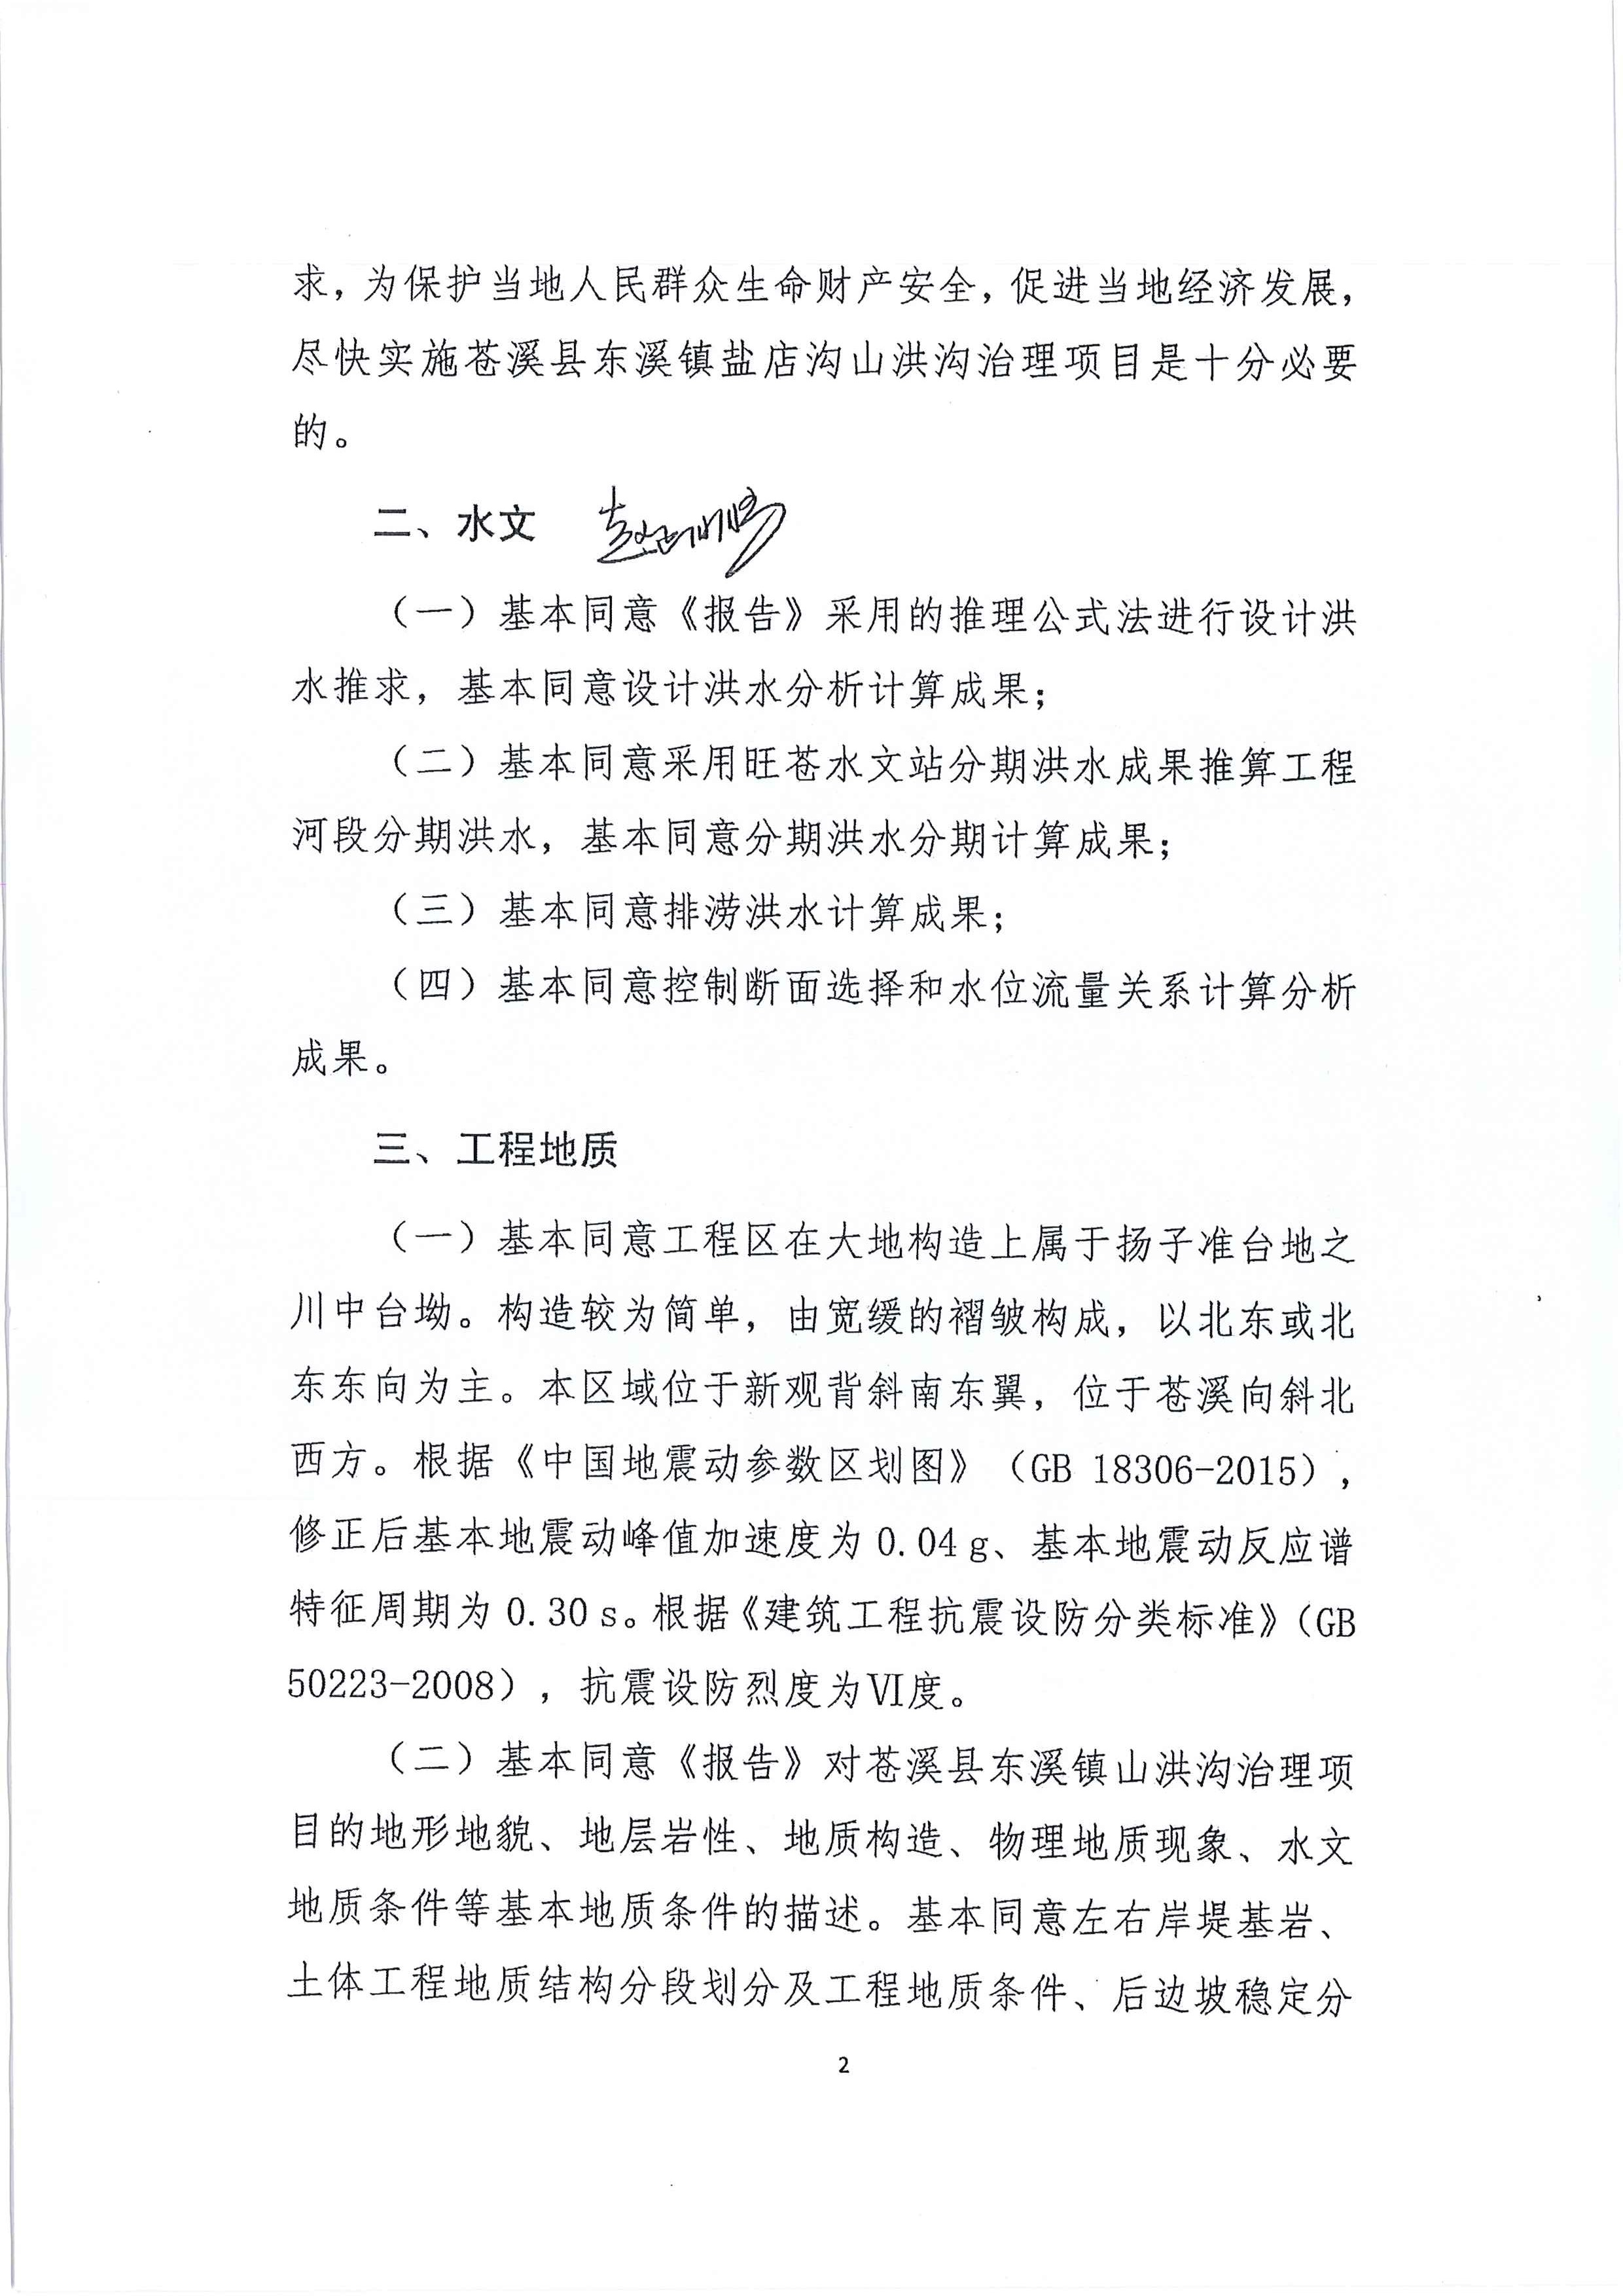 求，为保护当地人民群众生命财产安全，促进当地经济发展，
尽快实施苍溪县东溪镇盐店沟山洪沟治理项目是十分必要
的。
二、水文
（一）基本同意《报告》采用的推理公式法进行设计洪
水推求，基本同意设计洪水分析计算成果；
（二）基本同意采用旺苍水文站分期洪水成果推算工程
河段分期洪水，基本同意分期洪水分期计算成果；
（三）基本同意排涝洪水计算成果；
（四）基本同意控制断面选择和水位流量关系计算分析
成果。
三、工程地质
（一）基本同意工程区在大地构造上属于扬子准台地之
川中台坳。构造较为简单，由宽缓的褶皱构成，以北东或北
东东向为主。本区域位于新观背斜南东翼，位于苍溪向斜北
西方。根据《中国地震动参数区划图》（GB 18306-2015），
修正后基本地震动峰值加速度为 0.04 g、基本地震动反应谱
特征周期为 0.30 s。根据《建筑工程抗震设防分类标准》（GB
50223-2008），抗震设防烈度为Ⅵ度。
（二）基本同意《报告》对苍溪县东溪镇山洪沟治理项
目的地形地貌、地层岩性、地质构造、物理地质现象、水文
地质条件等基本地质条件的描述。基本同意左右岸堤基岩、
土体工程地质结构分段划分及工程地质条件、后边坡稳定分
2